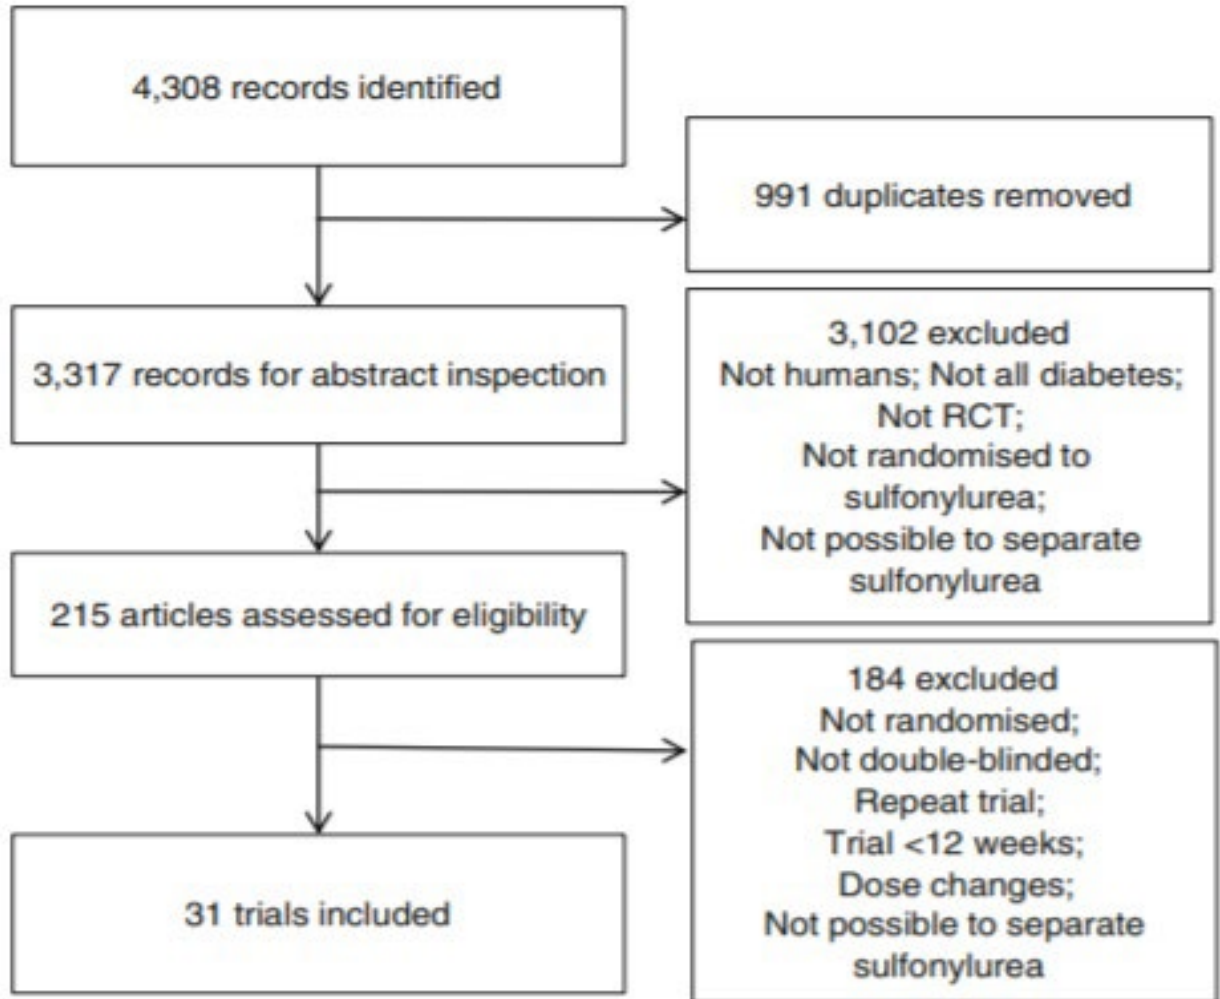 4,308 records identified
991 duplicates removed
3,317 records for abstract inspection
3,102 excluded
Not humans; Not all diabetes;
Not RCT;
Not randomised to
sulfonylurea;
Not possible to separate
sulfonylurea
215 articles assessed for eligibility
184 excluded
Not randomised;
Not double-blinded;
Repeat trial;
Trial <12 weeks;
Dose changes;
Not possible to separate
sulfonylurea
31 trials included